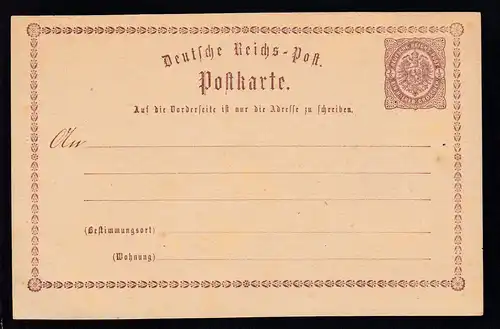 Deutsche Reichs-Post.
Postkarte.
Auf die Vorderseite ist nur die Adresse zu schreiben.
An
(Bestimmungsort)
(Wohnung)